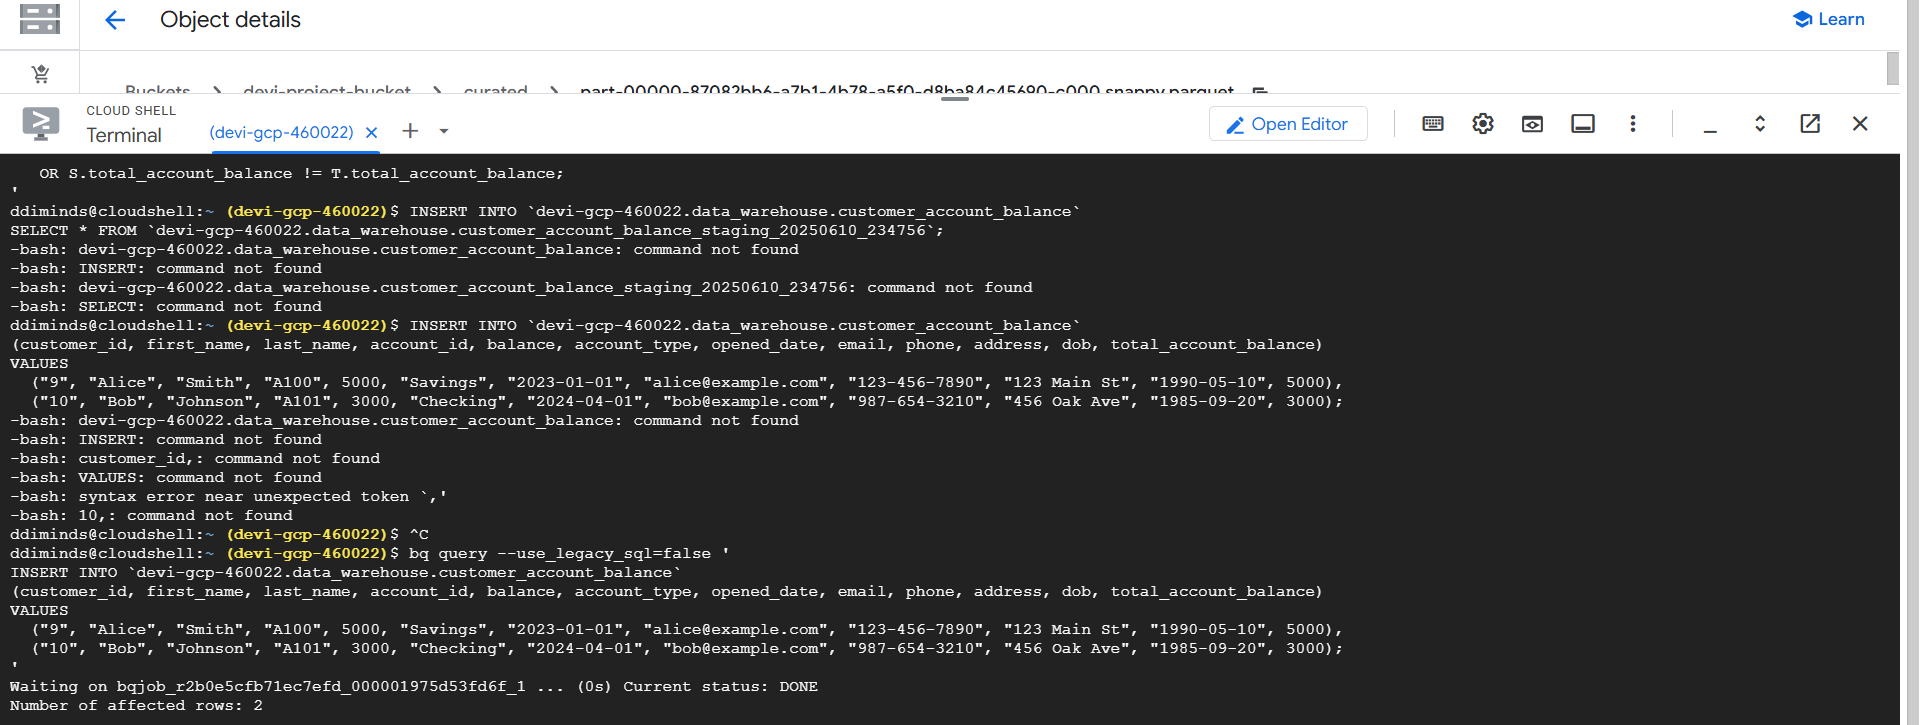 Object details
Learn
Buckets > devi-project-bucket > curated > part-00000-87082bb6-a7b1-4b78-a5f0-d8ba84c45690-c000.snappy.parquet
CLOUD SHELL
Terminal
(devi-gcp-460022)
Open Editor
OR S.total_account_balance != T.total_account_balance;
'
ddiminds@cloudshell:~ (devi-gcp-460022)$ INSERT INTO `devi-gcp-460022.data_warehouse.customer_account_balance`
SELECT * FROM `devi-gcp-460022.data_warehouse.customer_account_balance_staging_20250610_234756`;
-bash: devi-gcp-460022.data_warehouse.customer_account_balance: command not found
-bash: INSERT: command not found
-bash: devi-gcp-460022.data_warehouse.customer_account_balance_staging_20250610_234756: command not found
-bash: SELECT: command not found
ddiminds@cloudshell:~ (devi-gcp-460022)$ INSERT INTO `devi-gcp-460022.data_warehouse.customer_account_balance`
(customer_id, first_name, last_name, account_id, balance, account_type, opened_date, email, phone, address, dob, total_account_balance)
VALUES
("9", "Alice", "Smith", "A100", 5000, "Savings", "2023-01-01", "alice@example.com", "123-456-7890", "123 Main St", "1990-05-10", 5000),
("10", "Bob", "Johnson", "A101", 3000, "Checking", "2024-04-01", "bob@example.com", "987-654-3210", "456 Oak Ave", "1985-09-20", 3000);
-bash: devi-gcp-460022.data_warehouse.customer_account_balance: command not found
-bash: INSERT: command not found
-bash: customer_id,: command not found
-bash: VALUES: command not found
-bash: syntax error near unexpected token `,'
-bash: 10,: command not found
ddiminds@cloudshell:~ (devi-gcp-460022)$ ^C
ddiminds@cloudshell:~ (devi-gcp-460022)$ bq query --use_legacy_sql=false '
INSERT INTO `devi-gcp-460022.data_warehouse.customer_account_balance`
(customer_id, first_name, last_name, account_id, balance, account_type, opened_date, email, phone, address, dob, total_account_balance)
VALUES
("9", "Alice", "Smith", "A100", 5000, "Savings", "2023-01-01", "alice@example.com", "123-456-7890", "123 Main St", "1990-05-10", 5000),
("10", "Bob", "Johnson", "A101", 3000, "Checking", "2024-04-01", "bob@example.com", "987-654-3210", "456 Oak Ave", "1985-09-20", 3000);
'
Waiting on bqjob_r2b0e5cfb71ec7efd_000001975d53fd6f_1 ... (0s) Current status: DONE
Number of affected rows: 2